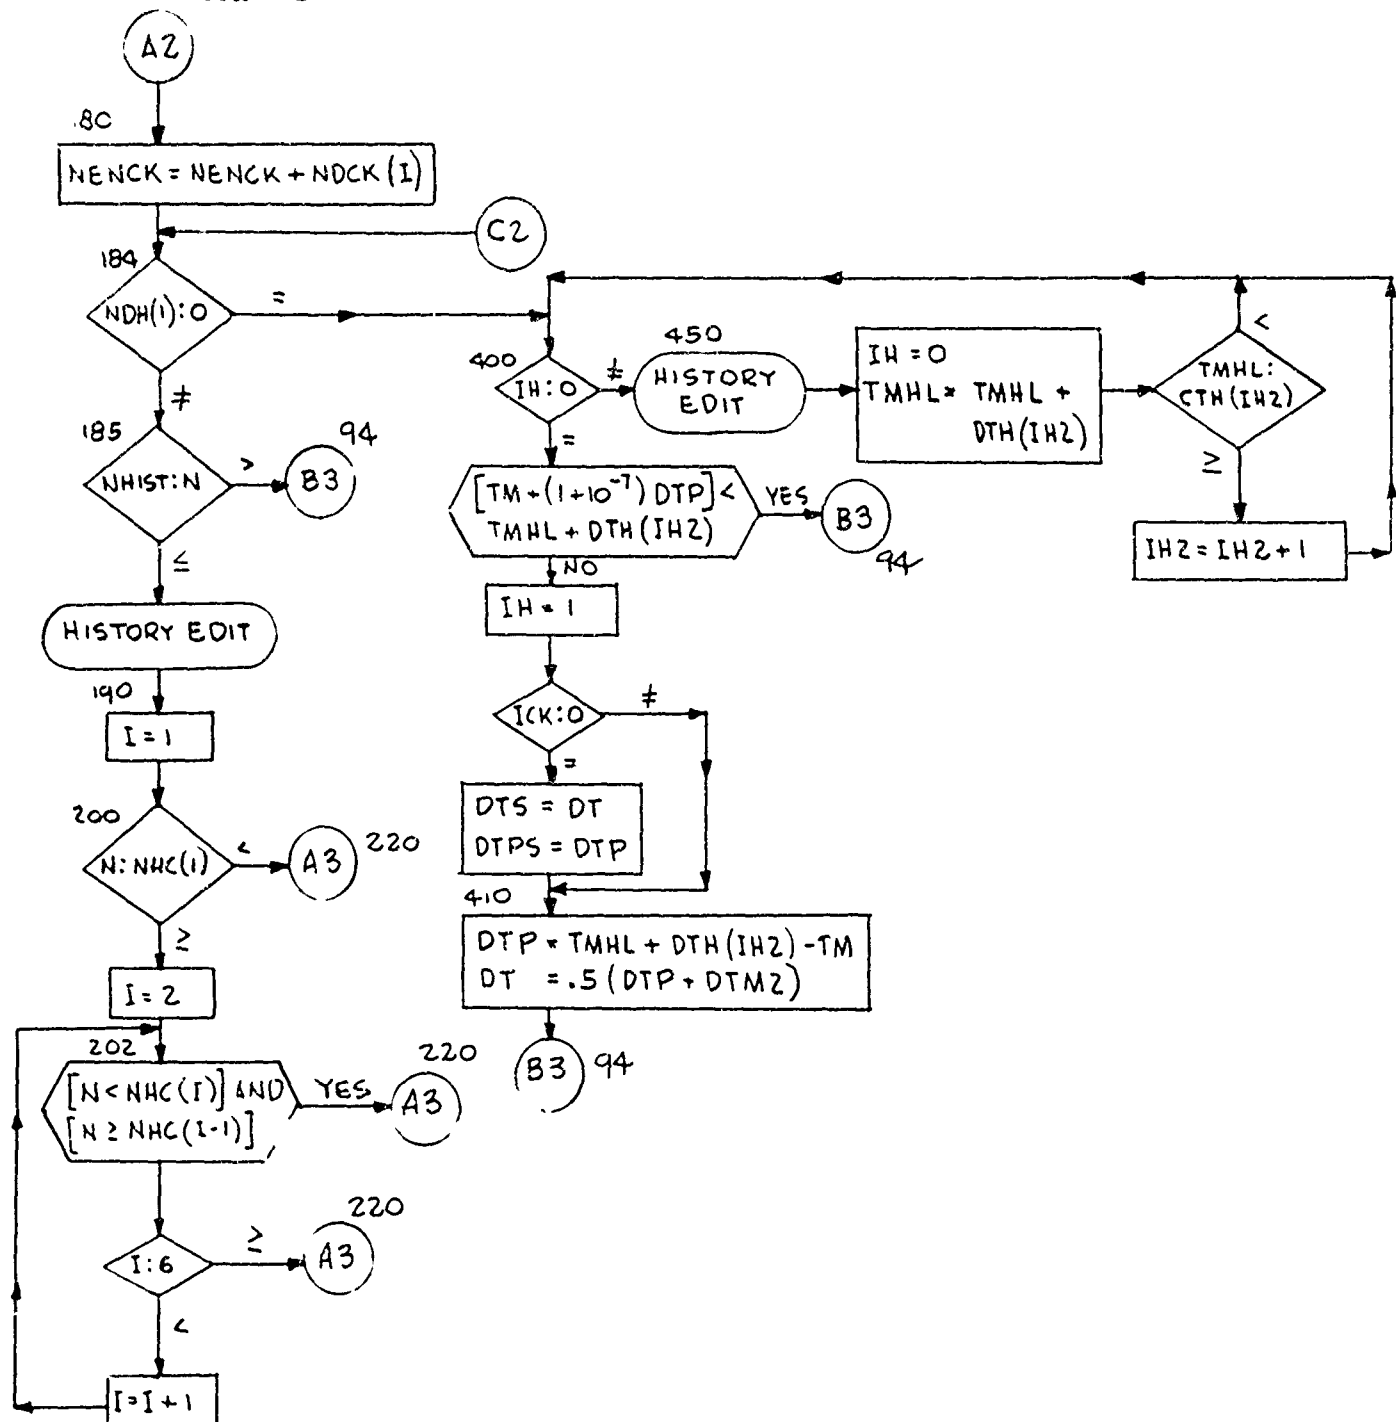 A2
180
NENCK = NENCK + NDCK(I)
C2
184
NDH(1):0
=
≠
185
NHIST:N
>
B3
94
≤
HISTORY EDIT
190
I = 1
200
N:NHC(1)
<
A3
220
≥
I = 2
202
[N < NHC(I)] AND
[N ≥ NHC(I-1)]
YES
A3
220
I:6
≥
A3
220
<
I = I + 1
400
IH:0
≠
450
HISTORY
EDIT
IH = 0
TMHL = TMHL +
DTH(IH2)
TMHL:
CTH(IH2)
<
≥
IH2 = IH2 + 1
=
[TM + (1+10⁻⁷) DTP] <
TMHL + DTH(IH2)
YES
B3
94
NO
IH = 1
ICK:0
≠
=
DTS = DT
DTPS = DTP
410
DTP = TMHL + DTH(IH2) - TM
DT = .5 (DTP + DTM2)
B3
94